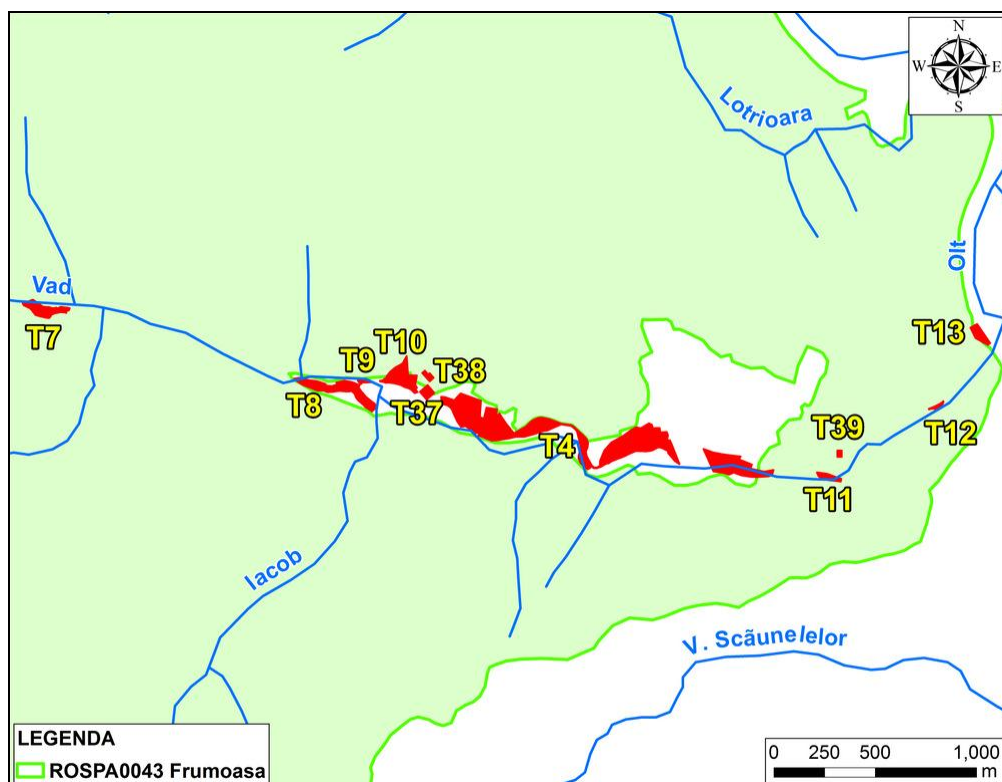 N
W E
S
Lotrioara
Olt
Vad
T7
T13
T10
T9
T38
T8
T37
T4
T39
T12
T11
Iacob
V. Scãunelelor
LEGENDA
ROSPA0043 Frumoasa
0 250 500 1,000
m